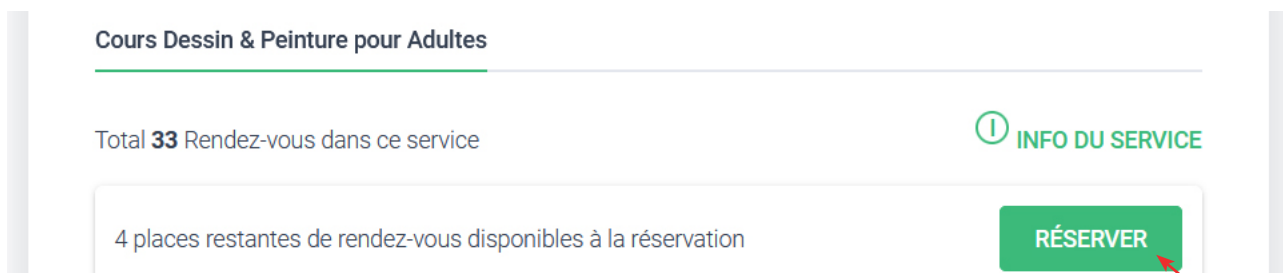 Cours Dessin & Peinture pour Adultes
Total 33 Rendez-vous dans ce service
INFO DU SERVICE
4 places restantes de rendez-vous disponibles à la réservation
RÉSERVER